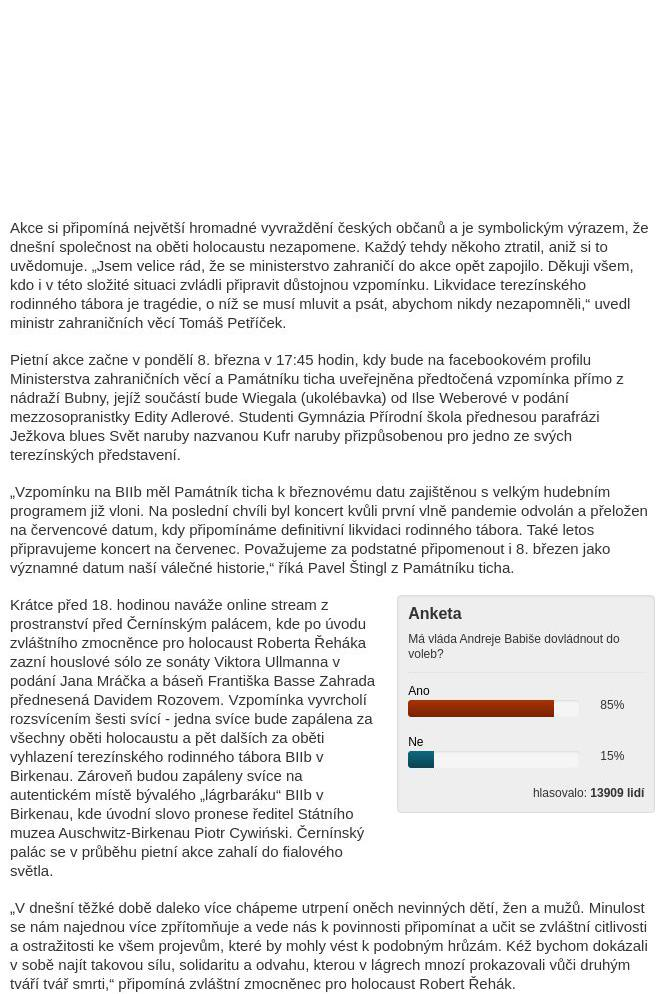 Akce si připomíná největší hromadné vyvraždění českých občanů a je symbolickým výrazem, že
dnešní společnost na oběti holocaustu nezapomene. Každý tehdy někoho ztratil, aniž si to
uvědomuje. „Jsem velice rád, že se ministerstvo zahraničí do akce opět zapojilo. Děkuji všem,
kdo i v této složité situaci zvládli připravit důstojnou vzpomínku. Likvidace terezínského
rodinného tábora je tragédie, o níž se musí mluvit a psát, abychom nikdy nezapomněli,“ uvedl
ministr zahraničních věcí Tomáš Petříček.
Pietní akce začne v pondělí 8. března v 17:45 hodin, kdy bude na facebookovém profilu
Ministerstva zahraničních věcí a Památníku ticha uveřejněna předtočená vzpomínka přímo z
nádraží Bubny, jejíž součástí bude Wiegala (ukolébavka) od Ilse Weberové v podání
mezzosopranistky Edity Adlerové. Studenti Gymnázia Přírodní škola přednesou parafrázi
Ježkova blues Svět naruby nazvanou Kufr naruby přizpůsobenou pro jedno ze svých
terezínských představení.
„Vzpomínku na BIIb měl Památník ticha k březnovému datu zajištěnou s velkým hudebním
programem již vloni. Na poslední chvíli byl koncert kvůli první vlně pandemie odvolán a přeložen
na červencové datum, kdy připomínáme definitivní likvidaci rodinného tábora. Také letos
připravujeme koncert na červenec. Považujeme za podstatné připomenout i 8. březen jako
významné datum naší válečné historie,“ říká Pavel Štingl z Památníku ticha.
Krátce před 18. hodinou naváže online stream z
prostranství před Černínským palácem, kde po úvodu
zvláštního zmocněnce pro holocaust Roberta Řeháka
zazní houslové sólo ze sonáty Viktora Ullmanna v
podání Jana Mráčka a báseň Františka Basse Zahrada
přednesená Davidem Rozovem. Vzpomínka vyvrcholí
rozsvícením šesti svící - jedna svíce bude zapálena za
všechny oběti holocaustu a pět dalších za oběti
vyhlazení terezínského rodinného tábora BIIb v
Birkenau. Zároveň budou zapáleny svíce na
autentickém místě bývalého „lágrbaráku“ BIIb v
Birkenau, kde úvodní slovo pronese ředitel Státního
muzea Auschwitz-Birkenau Piotr Cywiński. Černínský
palác se v průběhu pietní akce zahalí do fialového
světla.
Anketa
Má vláda Andreje Babiše dovládnout do
voleb?
Ano
85%
Ne
15%
hlasovalo: 13909 lidí
„V dnešní těžké době daleko více chápeme utrpení oněch nevinných dětí, žen a mužů. Minulost
se nám najednou více zpřítomňuje a vede nás k povinnosti připomínat a učit se zvláštní citlivosti
a ostražitosti ke všem projevům, které by mohly vést k podobným hrůzám. Kéž bychom dokázali
v sobě najít takovou sílu, solidaritu a odvahu, kterou v lágrech mnozí prokazovali vůči druhým
tváří tvář smrti,“ připomíná zvláštní zmocněnec pro holocaust Robert Řehák.